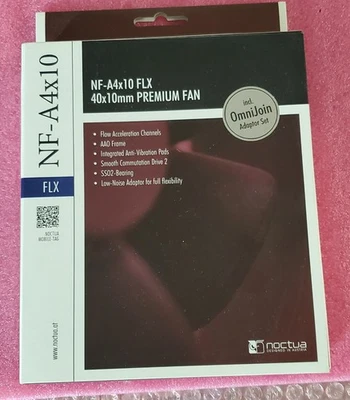 NF-A4x10
FLX
NOCTUA
MOBILE-TAG
www.noctua.at
NF-A4x10 FLX
40x10mm PREMIUM FAN
incl.
OmniJoin
Adaptor Set
• Flow Acceleration Channels
• AAO Frame
• Integrated Anti-Vibration Pads
• Smooth Commutation Drive 2
• SSO2-Bearing
• Low-Noise Adaptor for full flexibility
noctua
DESIGNED IN AUSTRIA